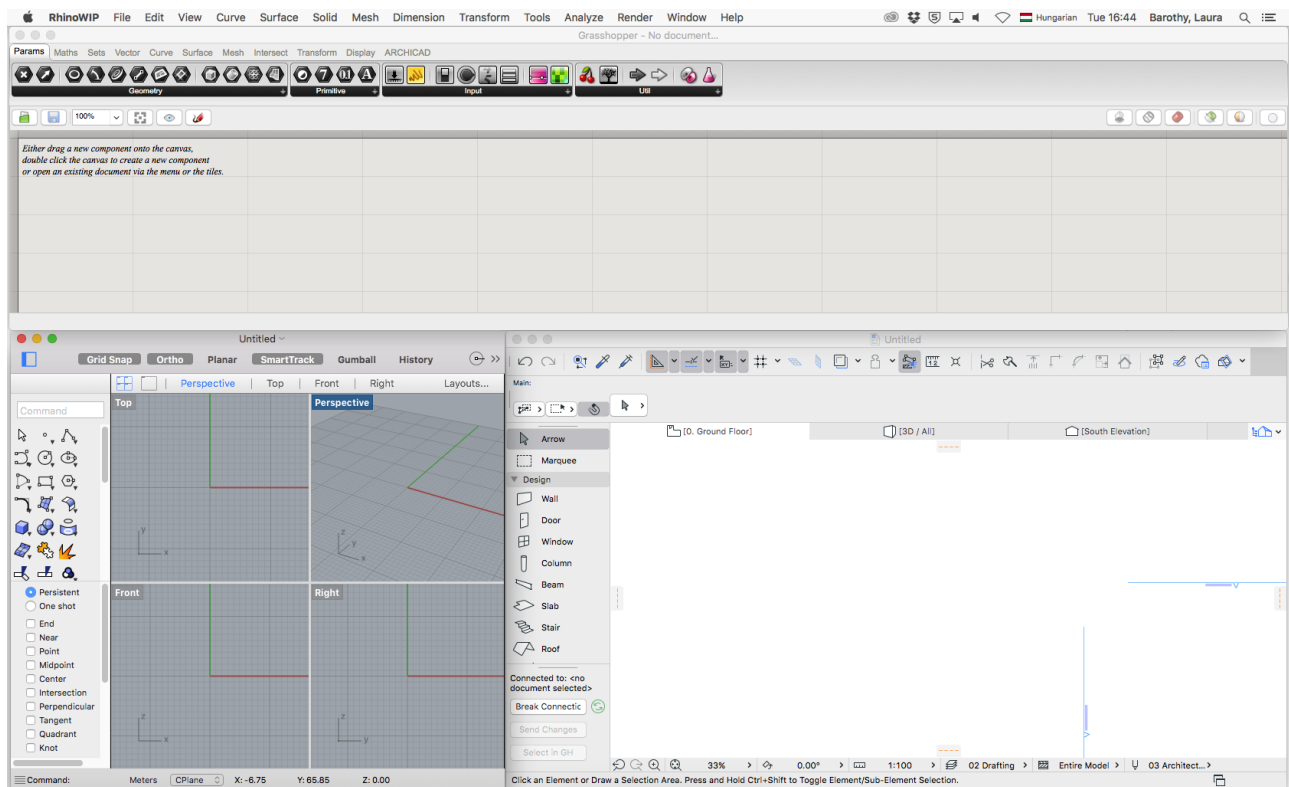 RhinoWIP File Edit View Curve Surface Solid Mesh Dimension Transform Tools Analyze Render Window Help Hungarian Tue 16:44 Barothy, Laura
Grasshopper - No document...
Params Maths Sets Vector Curve Surface Mesh Intersect Transform Display ARCHICAD
Geometry + Primitive + Input + Util +
100%
Either drag a new component onto the canvas,
double click the canvas to create a new component
or open an existing document via the menu or the tiles.
Untitled
Grid Snap Ortho Planar SmartTrack Gumball History
Perspective | Top | Front | Right Layouts...
Command
Top
Perspective
y
x
z
y
x
Front
Right
z
x
z
y
Persistent
One shot
End
Near
Point
Midpoint
Center
Intersection
Perpendicular
Tangent
Quadrant
Knot
Command: Meters CPlane X: -6.75 Y: 65.85 Z: 0.00
Untitled
Main:
[0. Ground Floor] [3D / All] [South Elevation]
Arrow
Marquee
Design
Wall
Door
Window
Column
Beam
Slab
Stair
Roof
Connected to: <no
document selected>
Break Connectic
Send Changes
Select in GH
33% 0.00° 1:100 02 Drafting Entire Model 03 Architect...
Click an Element or Draw a Selection Area. Press and Hold Ctrl+Shift to Toggle Element/Sub-Element Selection.